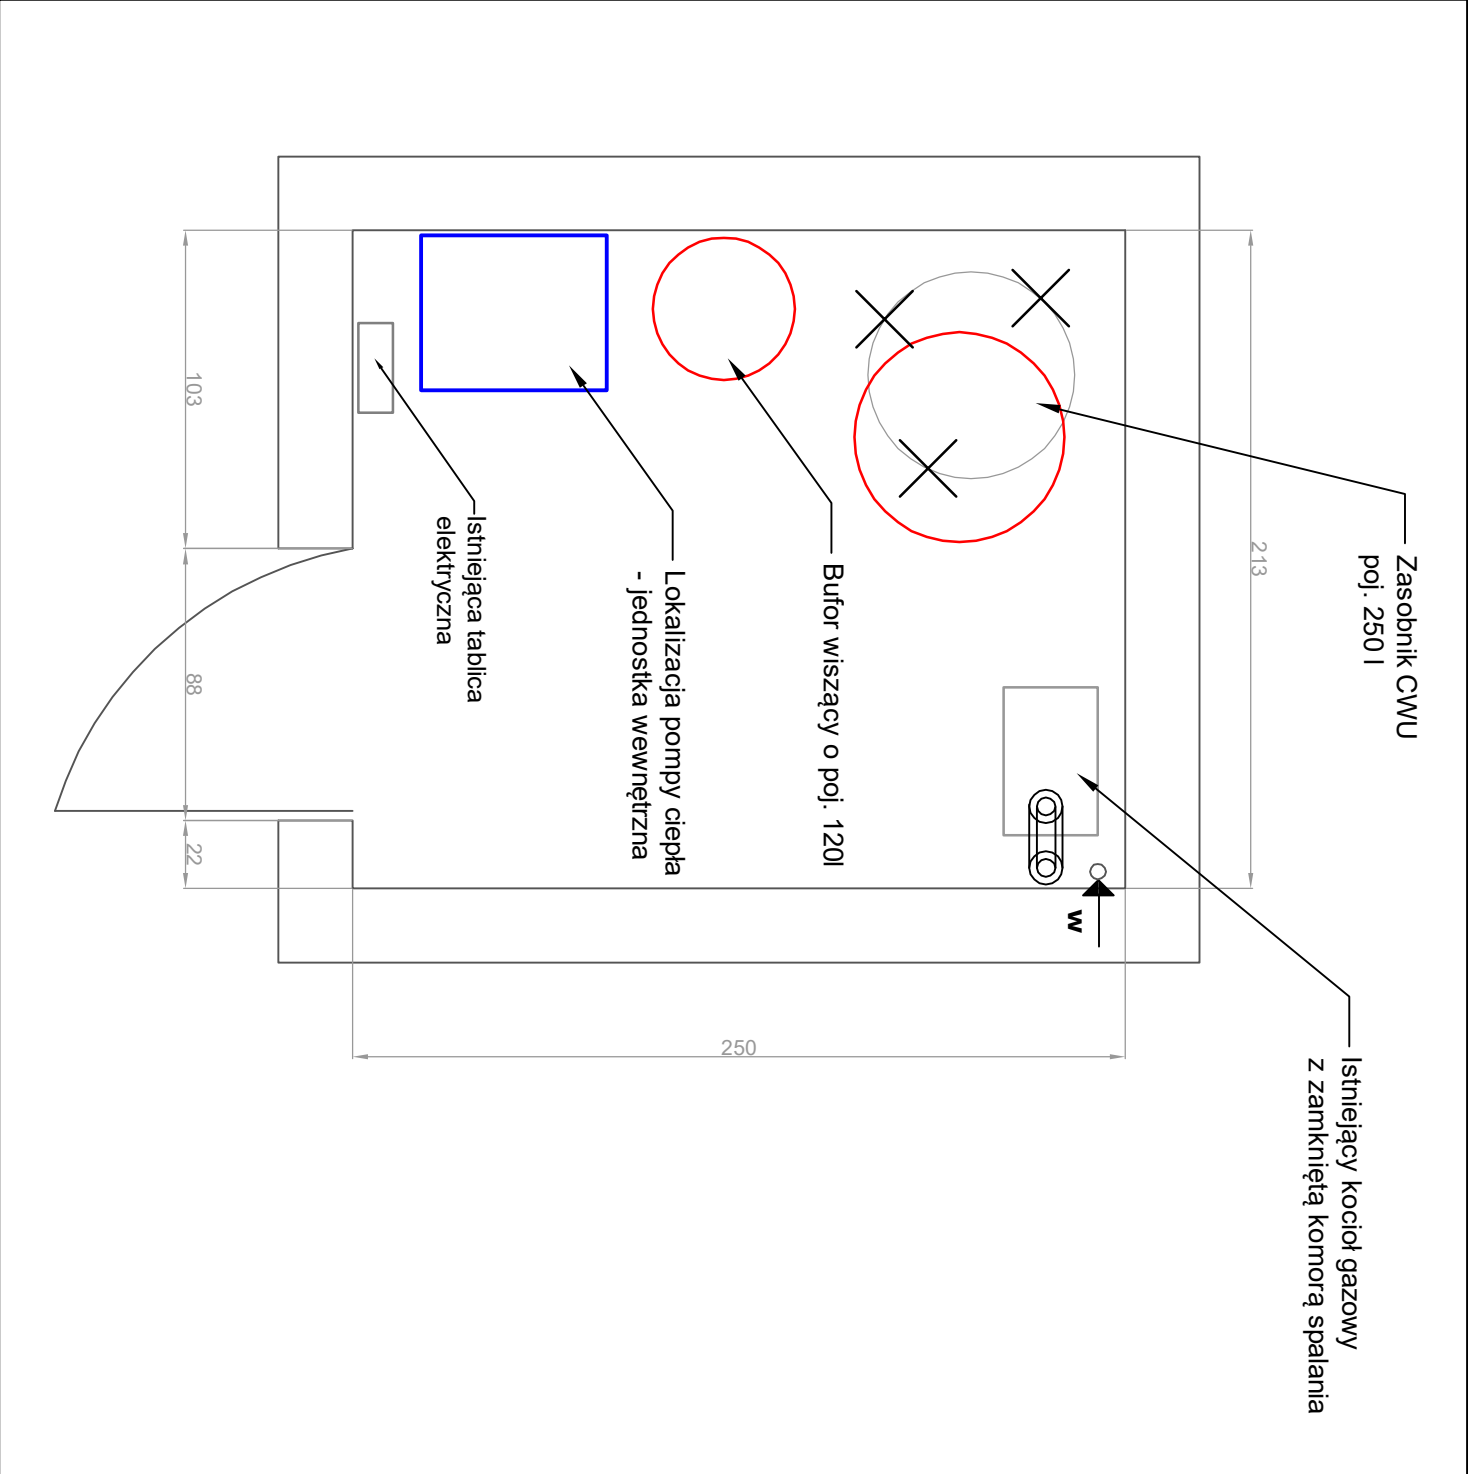 Zasobnik CWU
poj. 250 l
Istniejący kocioł gazowy
z zamkniętą komorą spalania
213
Bufor wiszący o poj. 120l
Lokalizacja pompy ciepła
- jednostka wewnętrzna
Istniejąca tablica
elektryczna
w
103
88
22
250